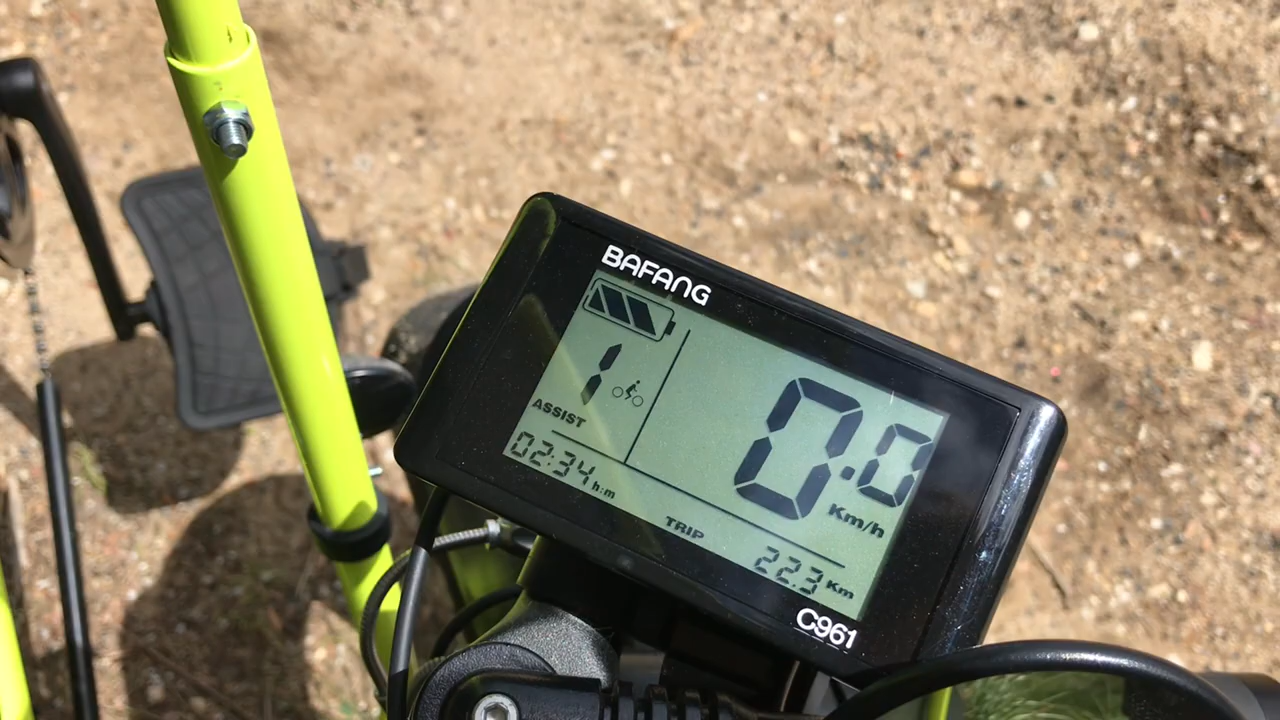 BAFANG
1
ASSIST
0.0
Km/h
02:34 h:m
TRIP
22.3 Km
C961